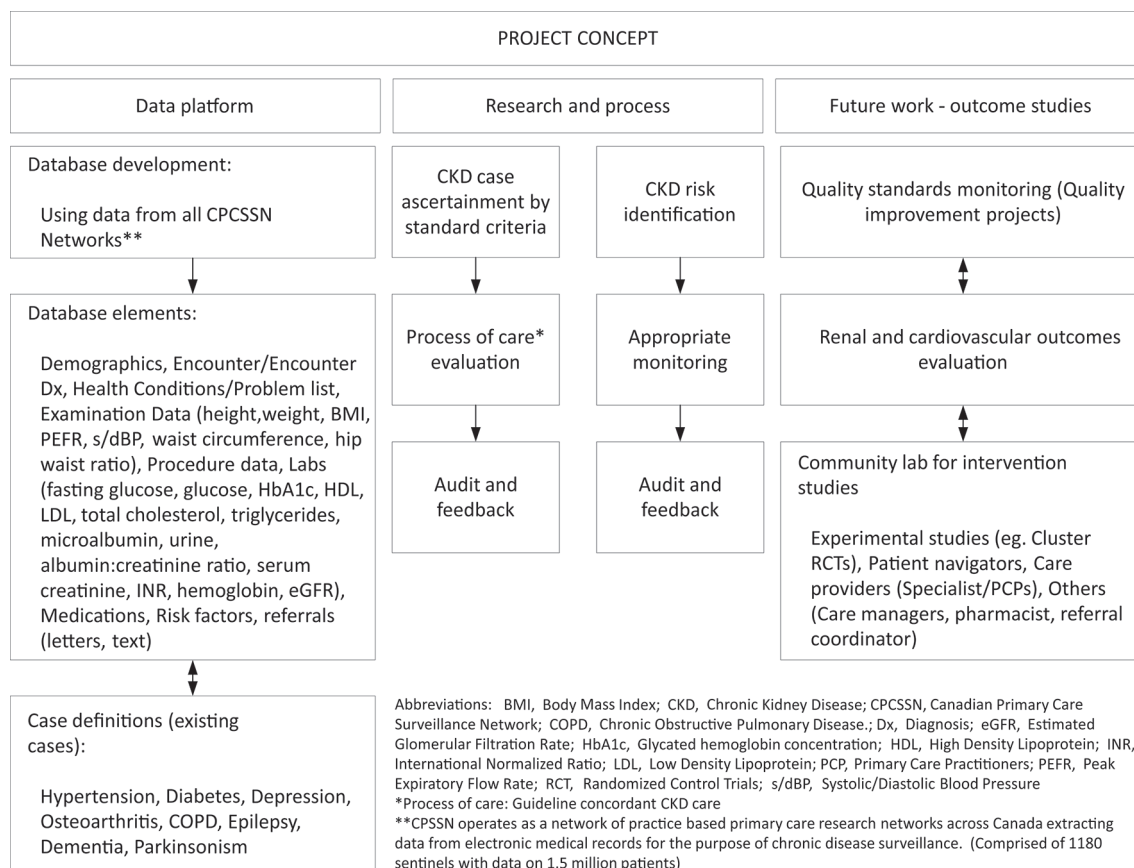 PROJECT CONCEPT
Data platform
Research and process
Future work - outcome studies
Database development:
Using data from all CPCSSN
Networks**
CKD case
ascertainment by
standard criteria
CKD risk
identification
Quality standards monitoring (Quality
improvement projects)
Database elements:
Demographics, Encounter/Encounter
Dx, Health Conditions/Problem list,
Examination Data (height,weight, BMI,
PEFR, s/dBP, waist circumference, hip
waist ratio), Procedure data, Labs
(fasting glucose, glucose, HbA1c, HDL,
LDL, total cholesterol, triglycerides,
microalbumin, urine,
albumin:creatinine ratio, serum
creatinine, INR, hemoglobin, eGFR),
Medications, Risk factors, referrals
(letters, text)
Process of care*
evaluation
Appropriate
monitoring
Renal and cardiovascular outcomes
evaluation
Audit and
feedback
Audit and
feedback
Community lab for intervention
studies
Experimental studies (eg. Cluster
RCTs), Patient navigators, Care
providers (Specialist/PCPs), Others
(Care managers, pharmacist, referral
coordinator)
Case definitions (existing
cases):
Hypertension, Diabetes, Depression,
Osteoarthritis, COPD, Epilepsy,
Dementia, Parkinsonism
Abbreviations: BMI, Body Mass Index; CKD, Chronic Kidney Disease; CPCSSN, Canadian Primary Care
Surveillance Network; COPD, Chronic Obstructive Pulmonary Disease.; Dx, Diagnosis; eGFR, Estimated
Glomerular Filtration Rate; HbA1c, Glycated hemoglobin concentration; HDL, High Density Lipoprotein; INR,
International Normalized Ratio; LDL, Low Density Lipoprotein; PCP, Primary Care Practitioners; PEFR, Peak
Expiratory Flow Rate; RCT, Randomized Control Trials; s/dBP, Systolic/Diastolic Blood Pressure
*Process of care: Guideline concordant CKD care
**CPSSN operates as a network of practice based primary care research networks across Canada extracting
data from electronic medical records for the purpose of chronic disease surveillance. (Comprised of 1180
sentinels with data on 1.5 million patients)